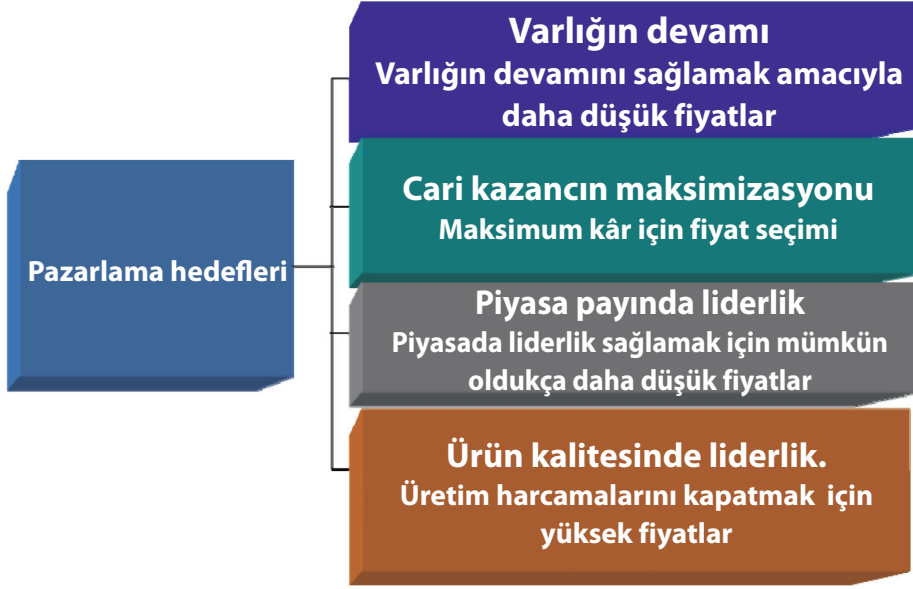 Pazarlama hedefleri
Varlığın devamı
Varlığın devamını sağlamak amacıyla
daha düşük fiyatlar
Cari kazancın maksimizasyonu
Maksimum kâr için fiyat seçimi
Piyasa payında liderlik
Piyasada liderlik sağlamak için mümkün
oldukça daha düşük fiyatlar
Ürün kalitesinde liderlik.
Üretim harcamalarını kapatmak için
yüksek fiyatlar